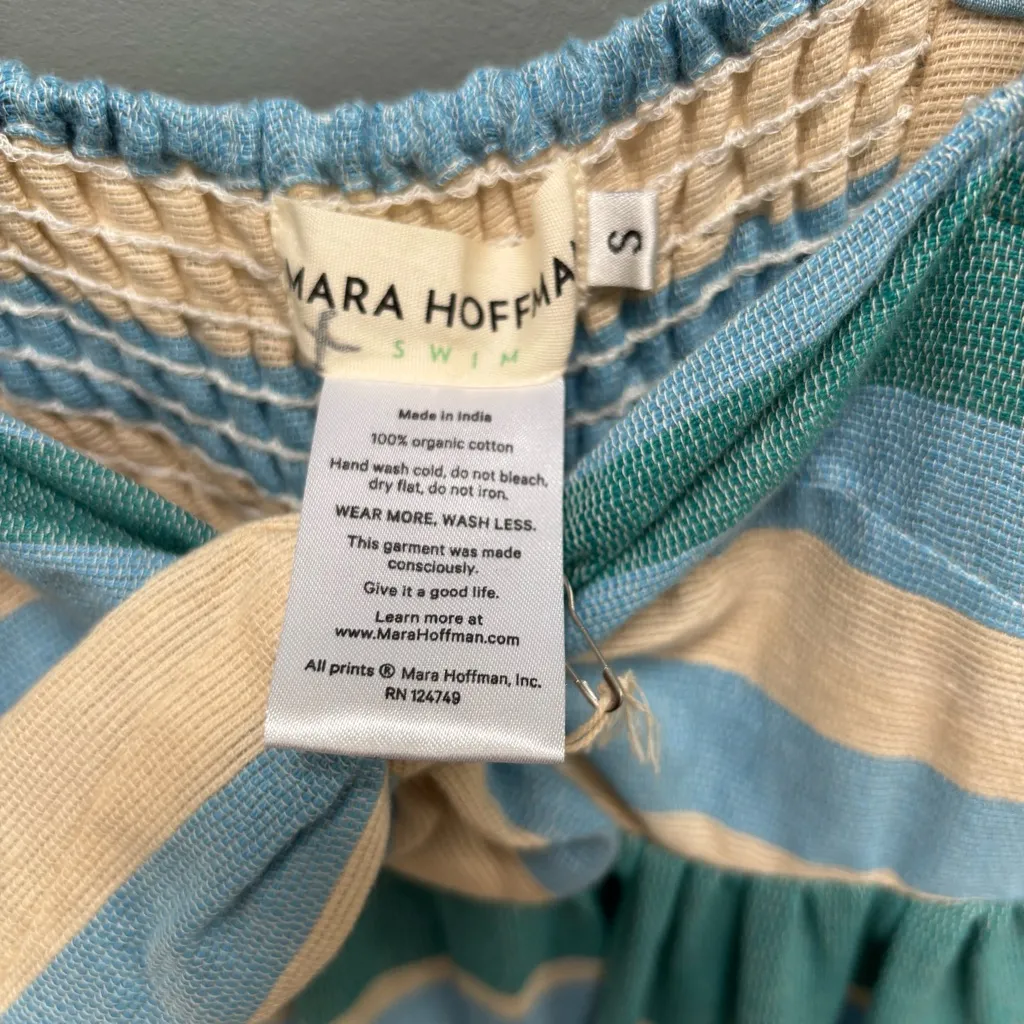 MARA HOFFMAN
SWIM
S
Made in India
100% organic cotton
Hand wash cold, do not bleach,
dry flat, do not iron.
WEAR MORE, WASH LESS.
This garment was made
consciously.
Give it a good life.
Learn more at
www.MaraHoffman.com
All prints ® Mara Hoffman, Inc.
RN 124749